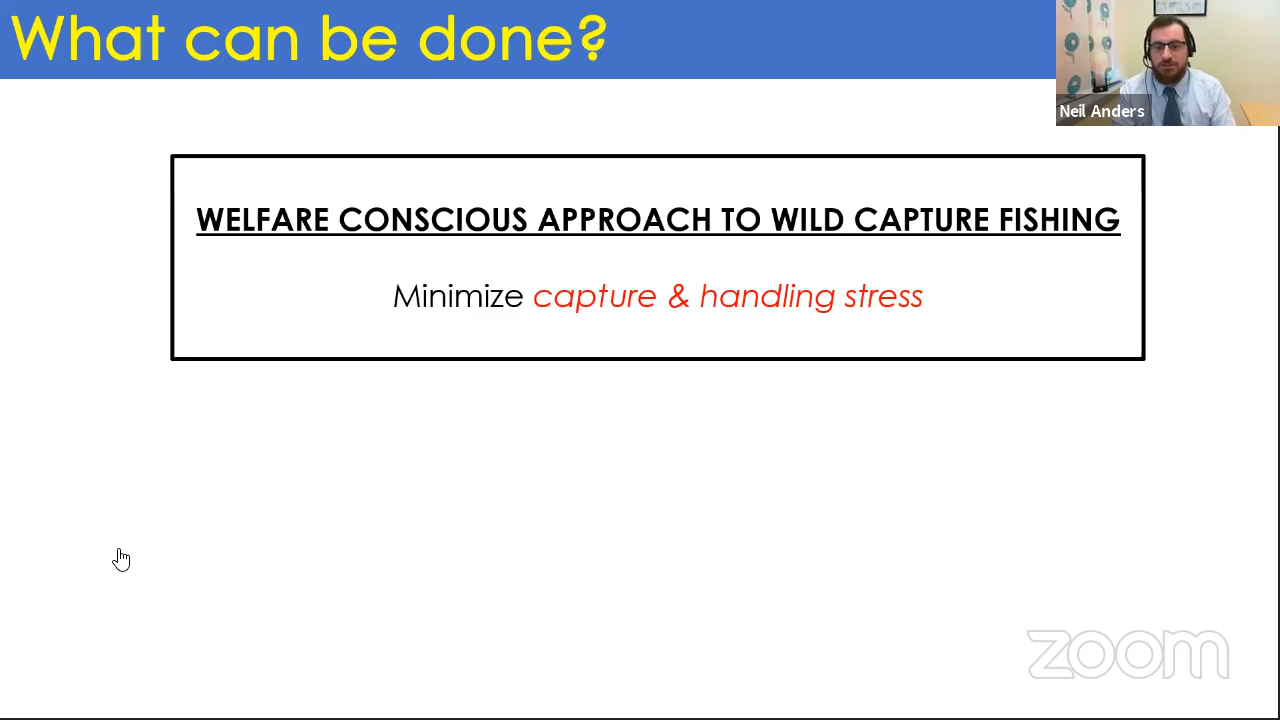 What can be done?
Neil Anders
WELFARE CONSCIOUS APPROACH TO WILD CAPTURE FISHING
Minimize capture & handling stress
zoom